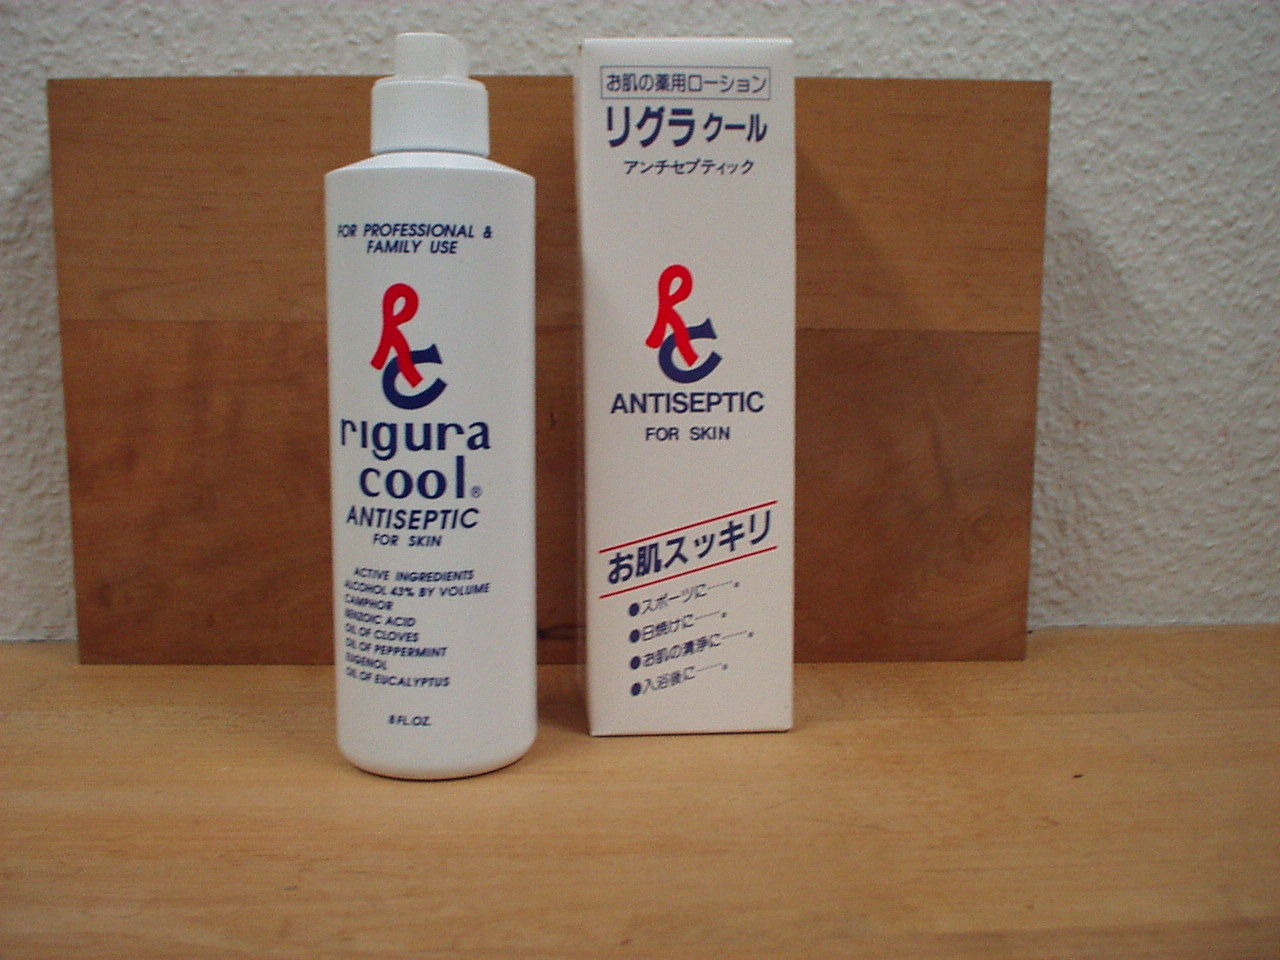 FOR PROFESSIONAL &
FAMILY USE
RC
rigura
cool®
ANTISEPTIC
FOR SKIN
ACTIVE INGREDIENTS
ALCOHOL 43% BY VOLUME
CAMPHOR
BENZOIC ACID
OIL OF CLOVES
OIL OF PEPPERMINT
EUGENOL
OIL OF EUCALYPTUS
8 FL.OZ.
お肌の薬用ローション
リグラ クール
アンチセプティック
RC
ANTISEPTIC
FOR SKIN
お肌スッキリ
●スポーツに……。
●日焼けに……。
●お肌の清浄に……。
●入浴後に……。